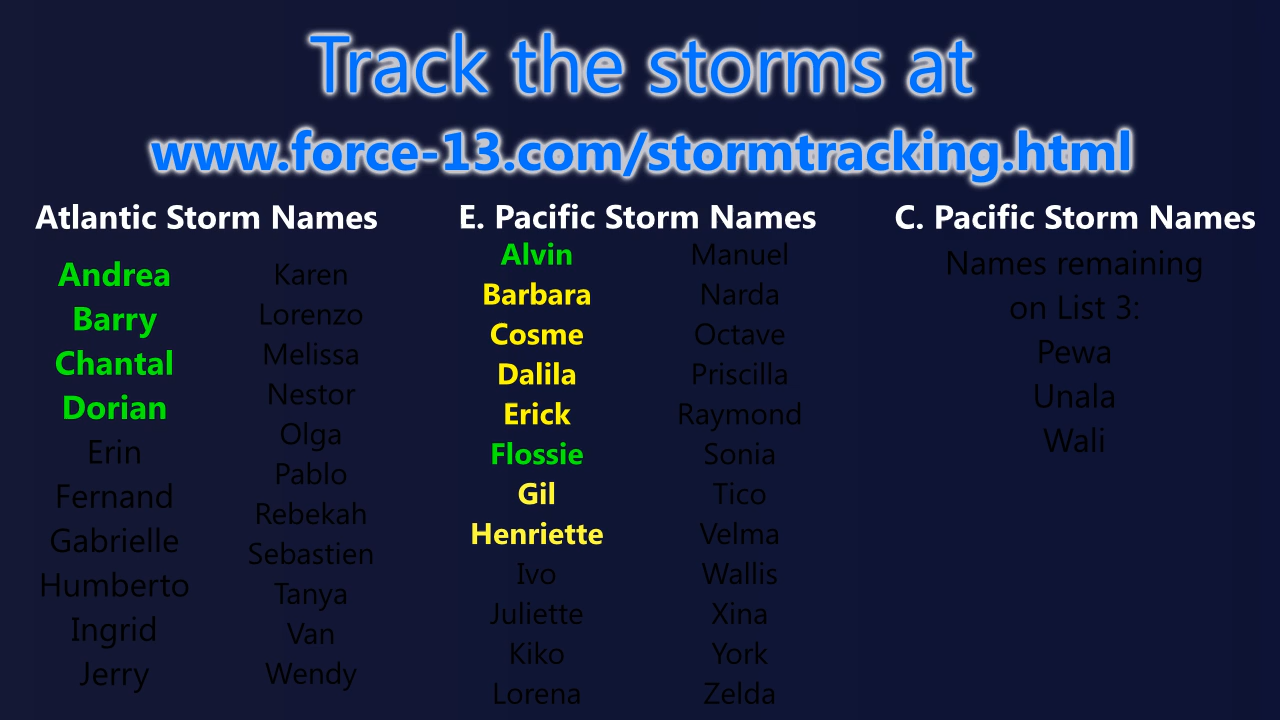 Track the storms at
www.force-13.com/stormtracking.html
Atlantic Storm Names
Andrea
Barry
Chantal
Dorian
Erin
Fernand
Gabrielle
Humberto
Ingrid
Jerry
Karen
Lorenzo
Melissa
Nestor
Olga
Pablo
Rebekah
Sebastien
Tanya
Van
Wendy
E. Pacific Storm Names
Alvin
Barbara
Cosme
Dalila
Erick
Flossie
Gil
Henriette
Ivo
Juliette
Kiko
Lorena
Manuel
Narda
Octave
Priscilla
Raymond
Sonia
Tico
Velma
Wallis
Xina
York
Zelda
C. Pacific Storm Names
Names remaining
on List 3:
Pewa
Unala
Wali